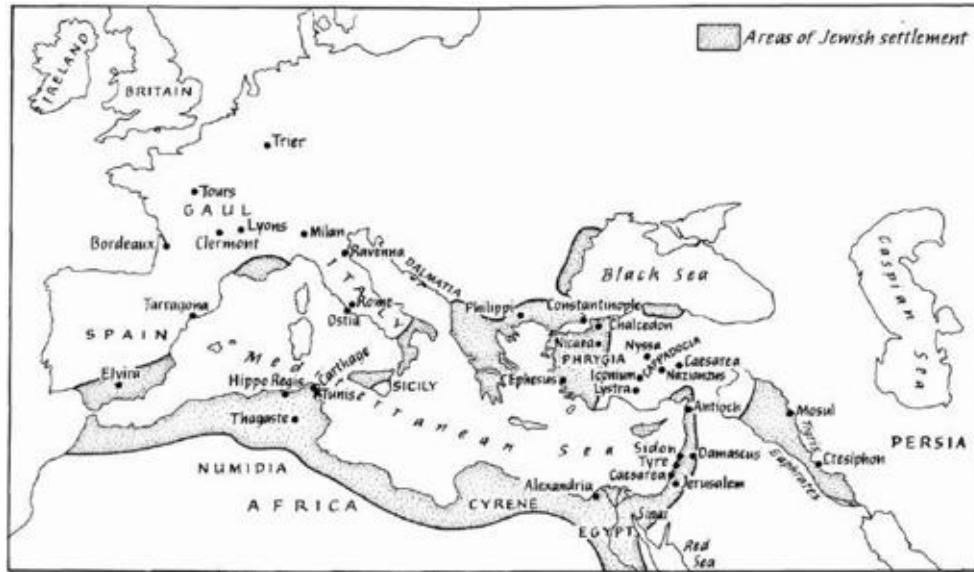 Areas of Jewish settlement
IRELAND
BRITAIN
Trier
Tours
GAUL
Lyons
Clermont
Milan
Bordeaux
Ravenna
ITALY
DALMATIA
Black Sea
Caspian Sea
Tarragona
Rome
Ostia
Philippi
Constantinople
Chalcedon
SPAIN
Nicaea
PHRYGIA
Nyssa
CAPPADOCIA
Caesarea
Nazianzus
Elvira
Mediterranean Sea
Carthage
Hippo Regis
Tunis
SICILY
Ephesus
Iconium
Lystra
Thagaste
Antioch
Mosul
Tigris
PERSIA
NUMIDIA
Sidon
Tyre
Damascus
Euphrates
Ctesiphon
Caesarea
Jerusalem
AFRICA
CYRENE
Alexandria
EGYPT
Sinai
Red Sea